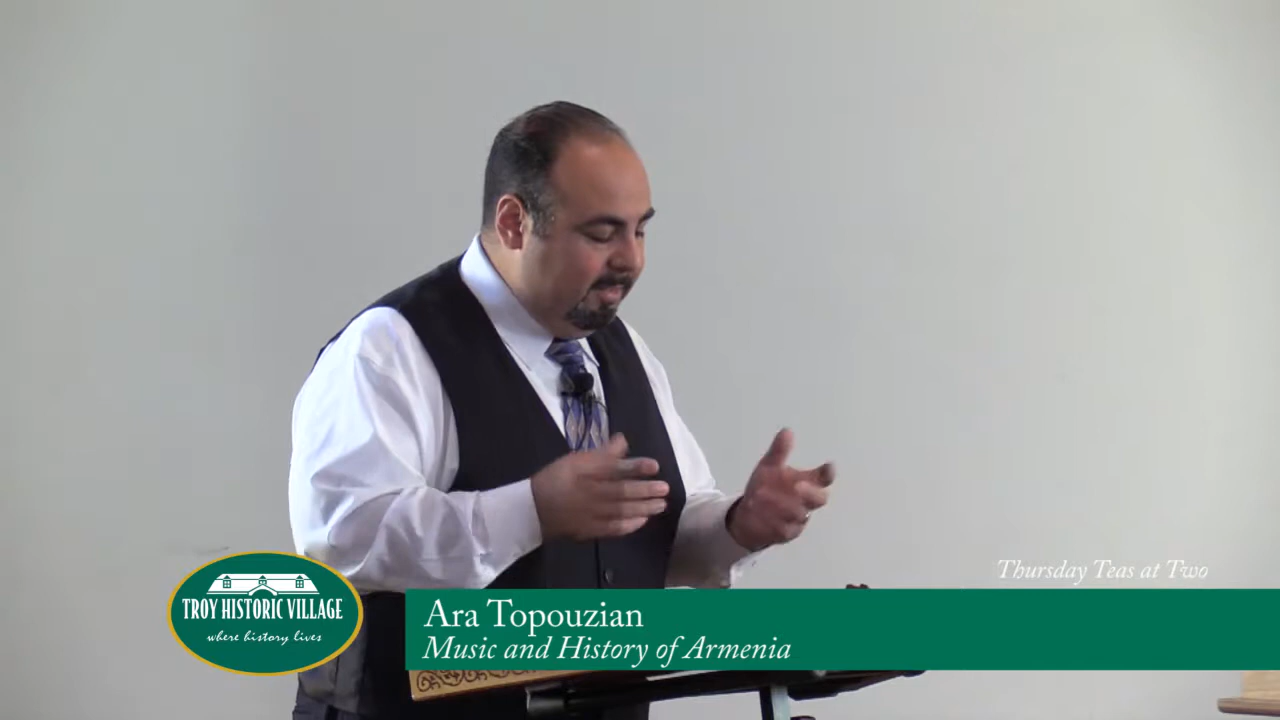 Thursday Teas at Two
TROY HISTORIC VILLAGE
where history lives
Ara Topouzian
Music and History of Armenia